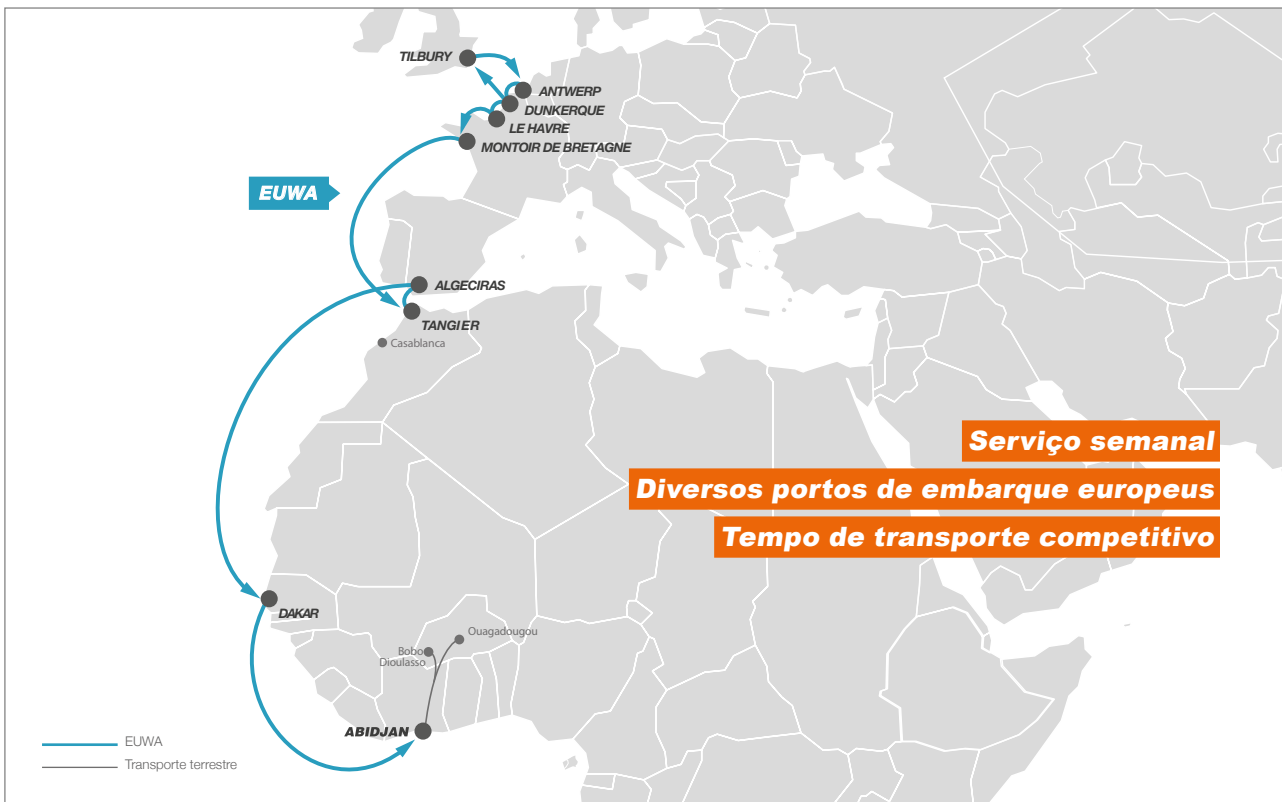 TILBURY
ANTWERP
DUNKERQUE
LE HAVRE
MONTOIR DE BRETAGNE
EUWA
ALGECIRAS
TANGIER
Casablanca
Serviço semanal
Diversos portos de embarque europeus
Tempo de transporte competitivo
DAKAR
Ouagadougou
Bobo
Dioulasso
ABIDJAN
EUWA
Transporte terrestre